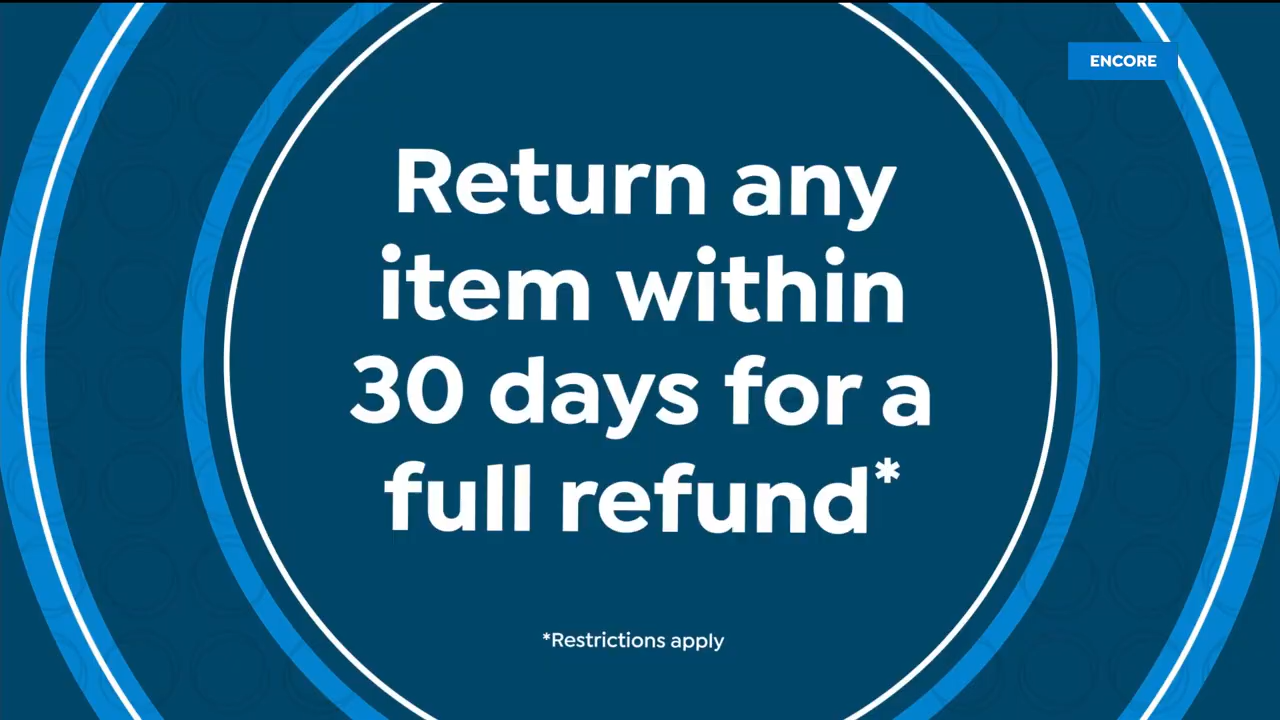 ENCORE
Return any
item within
30 days for a
full refund*
*Restrictions apply